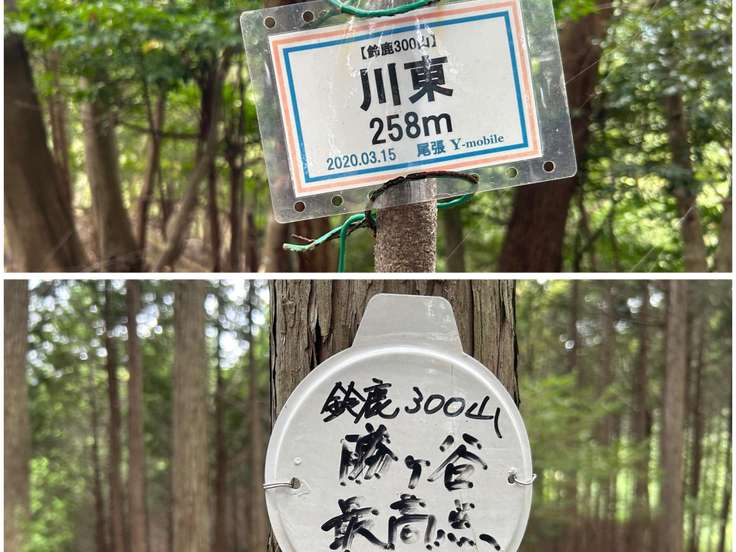 【鈴鹿300山】
川東
258m
2020.03.15 尾張 Y-mobile
鈴鹿300山
勝ヶ谷
最高点